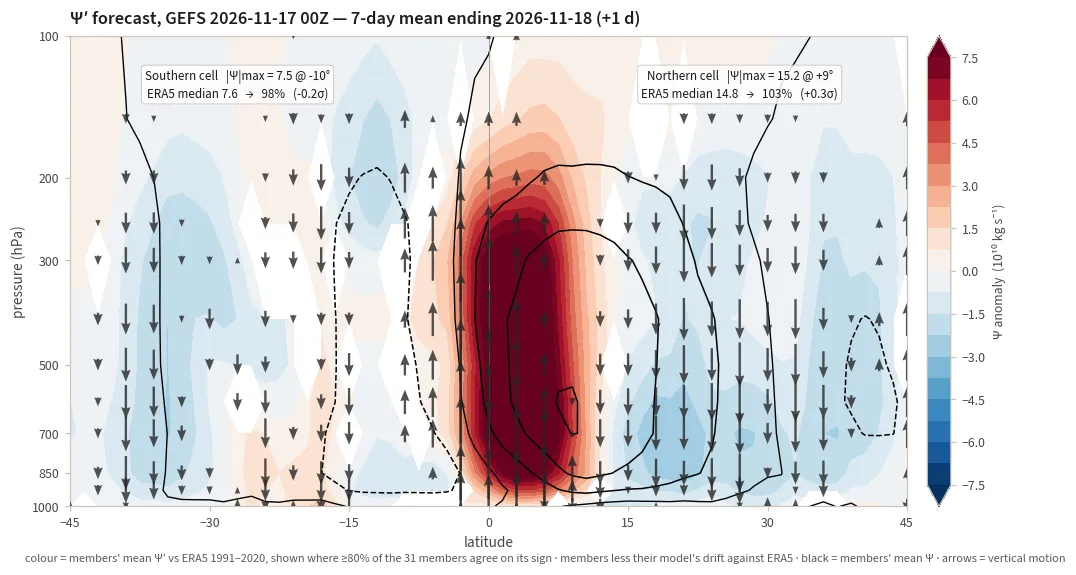 Ψ′ forecast, GEFS 2026-11-17 00Z — 7-day mean ending 2026-11-18 (+1 d)
Southern cell |Ψ|max = 7.5 @ -10°
ERA5 median 7.6 → 98% (-0.2σ)
Northern cell |Ψ|max = 15.2 @ +9°
ERA5 median 14.8 → 103% (+0.3σ)
pressure (hPa)
100
200
300
400
500
700
850
1000
−45
−30
−15
0
15
30
45
latitude
7.5
6.0
4.5
3.0
1.5
0.0
−1.5
−3.0
−4.5
−6.0
−7.5
Ψ anomaly (10¹⁰ kg s⁻¹)
colour = members' mean Ψ′ vs ERA5 1991–2020, shown where ≥80% of the 31 members agree on its sign · members less their model's drift against ERA5 · black = members' mean Ψ · arrows = vertical motion